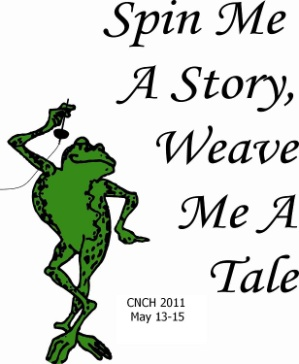 Spin Me
A Story,
Weave
Me A
Tale
CNCH 2011
May 13-15